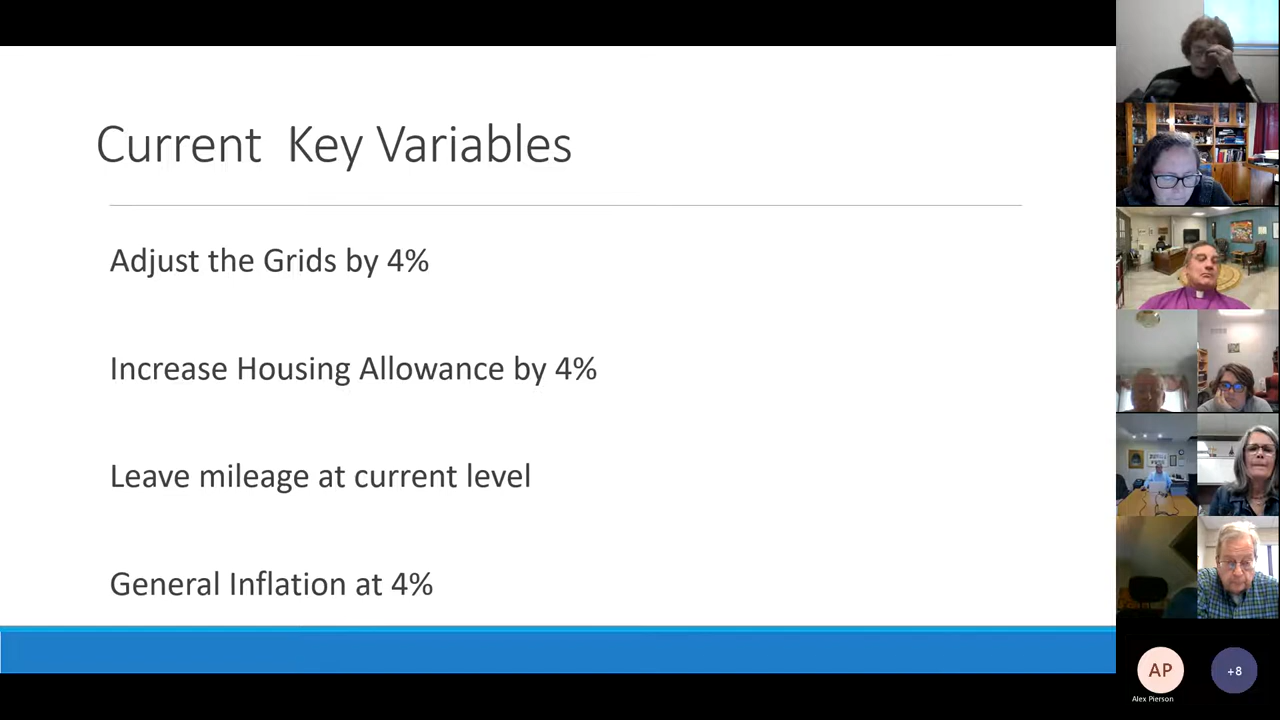 Current Key Variables
Adjust the Grids by 4%
Increase Housing Allowance by 4%
Leave mileage at current level
General Inflation at 4%
AP
+8
Alex Pierson